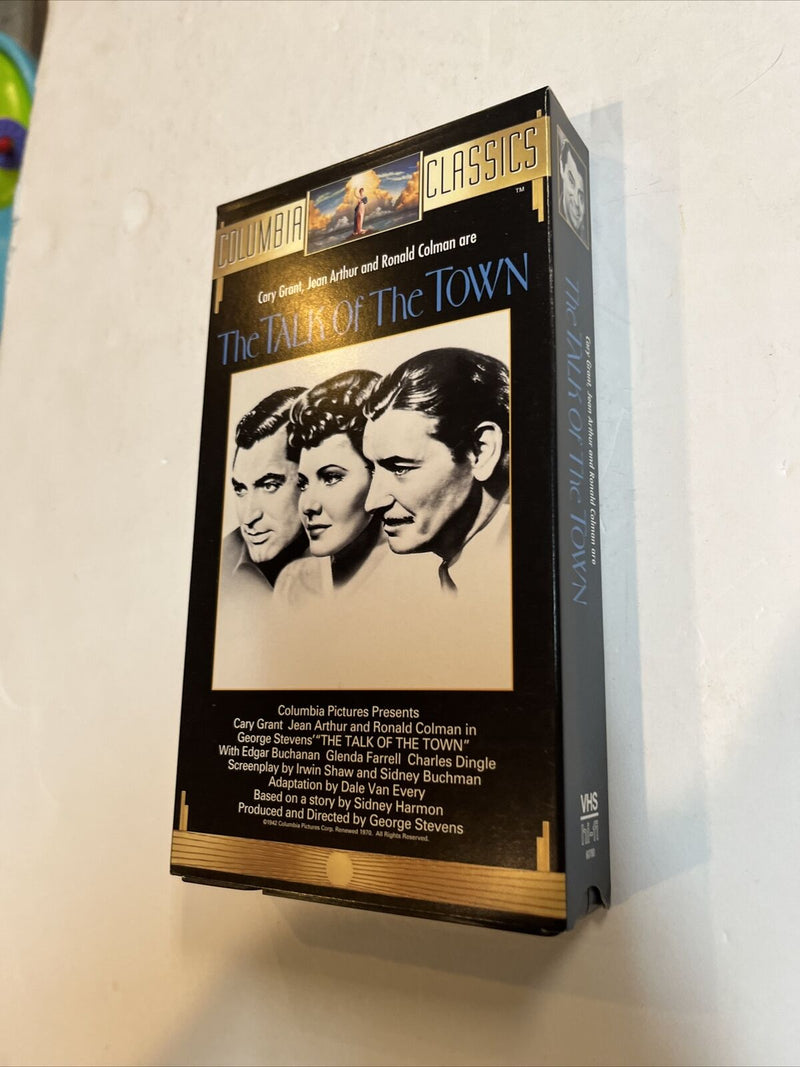 COLUMBIA CLASSICS
TM
Cary Grant, Jean Arthur and Ronald Colman are
The TALK OF The TOWN
Columbia Pictures Presents
Cary Grant Jean Arthur and Ronald Colman in
George Stevens' "THE TALK OF THE TOWN"
With Edgar Buchanan Glenda Farrell Charles Dingle
Screenplay by Irwin Shaw and Sidney Buchman
Adaptation by Dale Van Every
Based on a story by Sidney Harmon
Produced and Directed by George Stevens
©1942 Columbia Pictures Corp. Renewed 1970. All Rights Reserved.
Cary Grant, Jean Arthur and Ronald Colman are
The TALK OF The TOWN
VHS
hi-fi